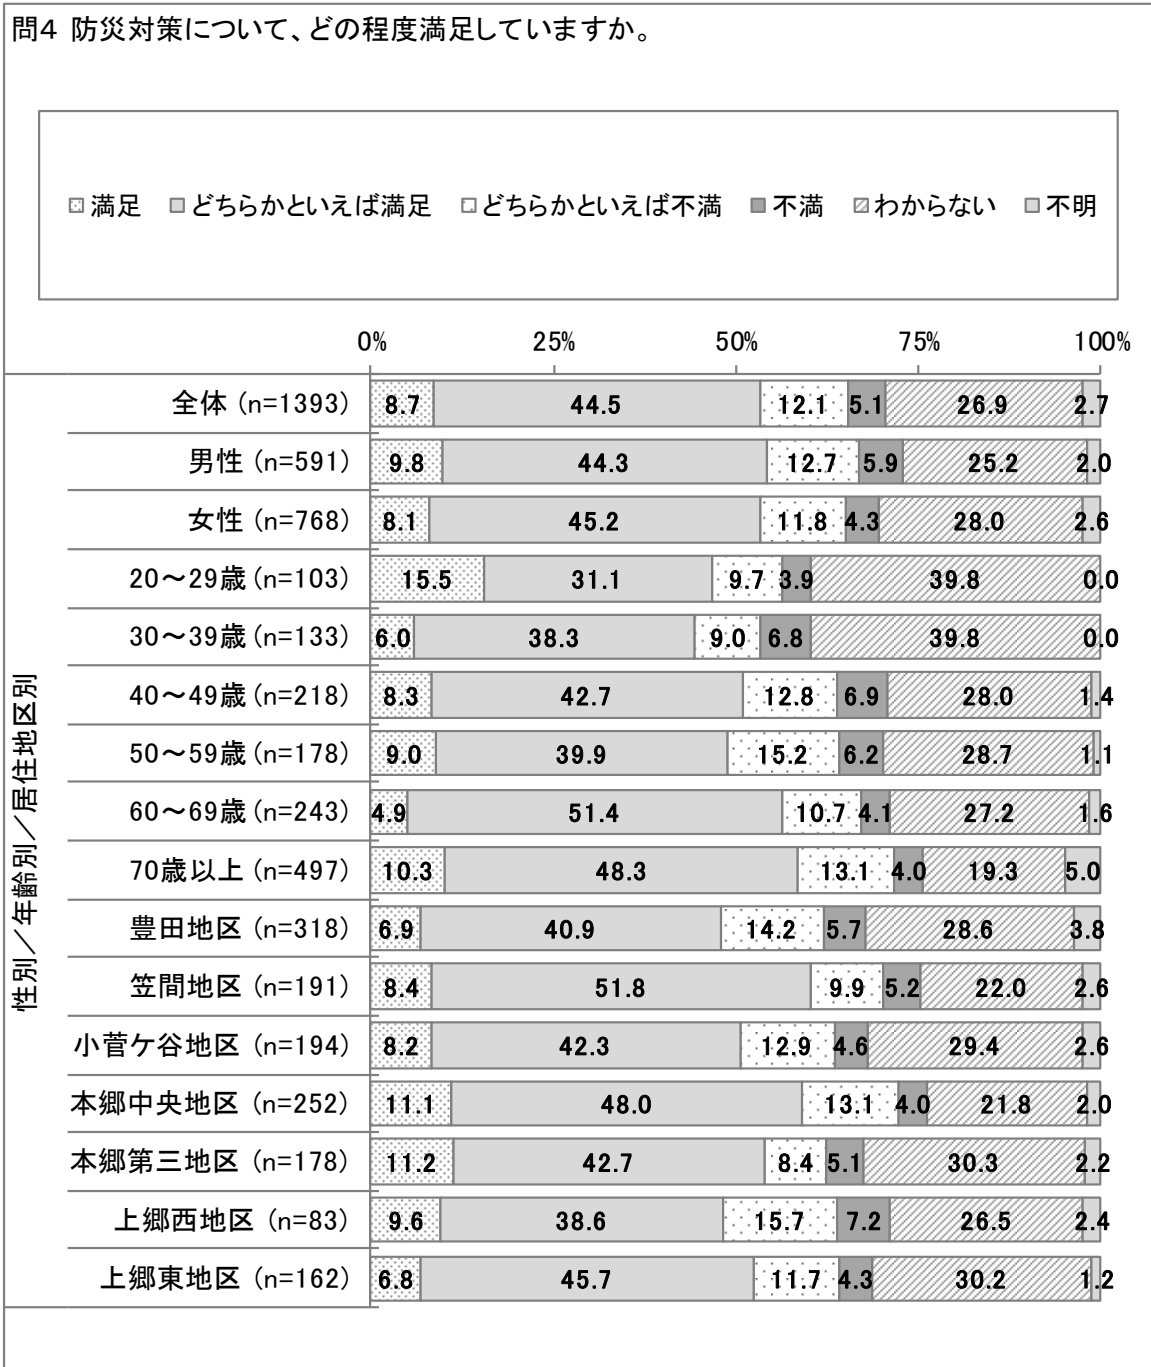 問4 防災対策について、どの程度満足していますか。
満足 どちらかといえば満足 どちらかといえば不満 不満 わからない 不明
0% 25% 50% 75% 100%
性別／年齢別／居住地区別
全体 (n=1393) 8.7 44.5 12.1 5.1 26.9 2.7
男性 (n=591) 9.8 44.3 12.7 5.9 25.2 2.0
女性 (n=768) 8.1 45.2 11.8 4.3 28.0 2.6
20～29歳 (n=103) 15.5 31.1 9.7 3.9 39.8 0.0
30～39歳 (n=133) 6.0 38.3 9.0 6.8 39.8 0.0
40～49歳 (n=218) 8.3 42.7 12.8 6.9 28.0 1.4
50～59歳 (n=178) 9.0 39.9 15.2 6.2 28.7 1.1
60～69歳 (n=243) 4.9 51.4 10.7 4.1 27.2 1.6
70歳以上 (n=497) 10.3 48.3 13.1 4.0 19.3 5.0
豊田地区 (n=318) 6.9 40.9 14.2 5.7 28.6 3.8
笠間地区 (n=191) 8.4 51.8 9.9 5.2 22.0 2.6
小菅ケ谷地区 (n=194) 8.2 42.3 12.9 4.6 29.4 2.6
本郷中央地区 (n=252) 11.1 48.0 13.1 4.0 21.8 2.0
本郷第三地区 (n=178) 11.2 42.7 8.4 5.1 30.3 2.2
上郷西地区 (n=83) 9.6 38.6 15.7 7.2 26.5 2.4
上郷東地区 (n=162) 6.8 45.7 11.7 4.3 30.2 1.2